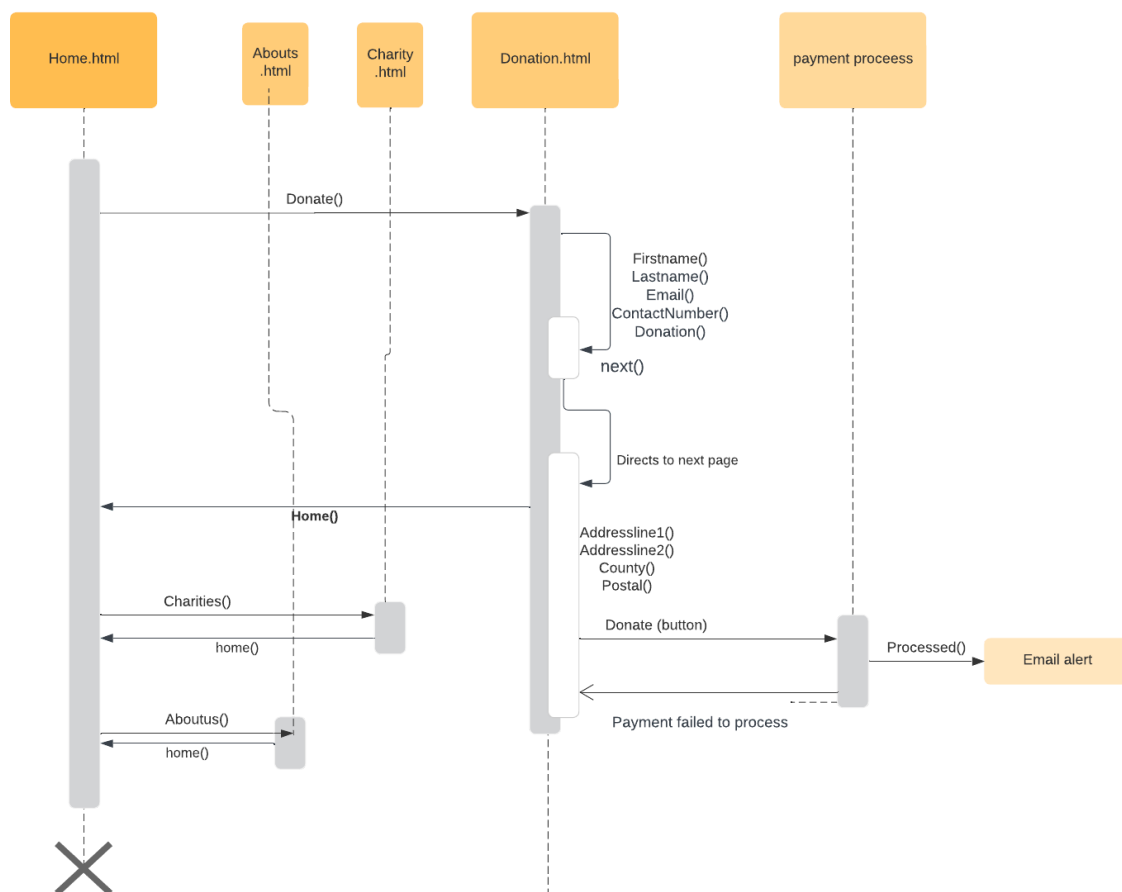 Home.html
Abouts
.html
Charity
.html
Donation.html
payment proceess
Donate()
Firstname()
Lastname()
Email()
ContactNumber()
Donation()
next()
Directs to next page
Home()
Addressline1()
Addressline2()
County()
Postal()
Charities()
home()
Donate (button)
Processed()
Email alert
Payment failed to process
Aboutus()
home()